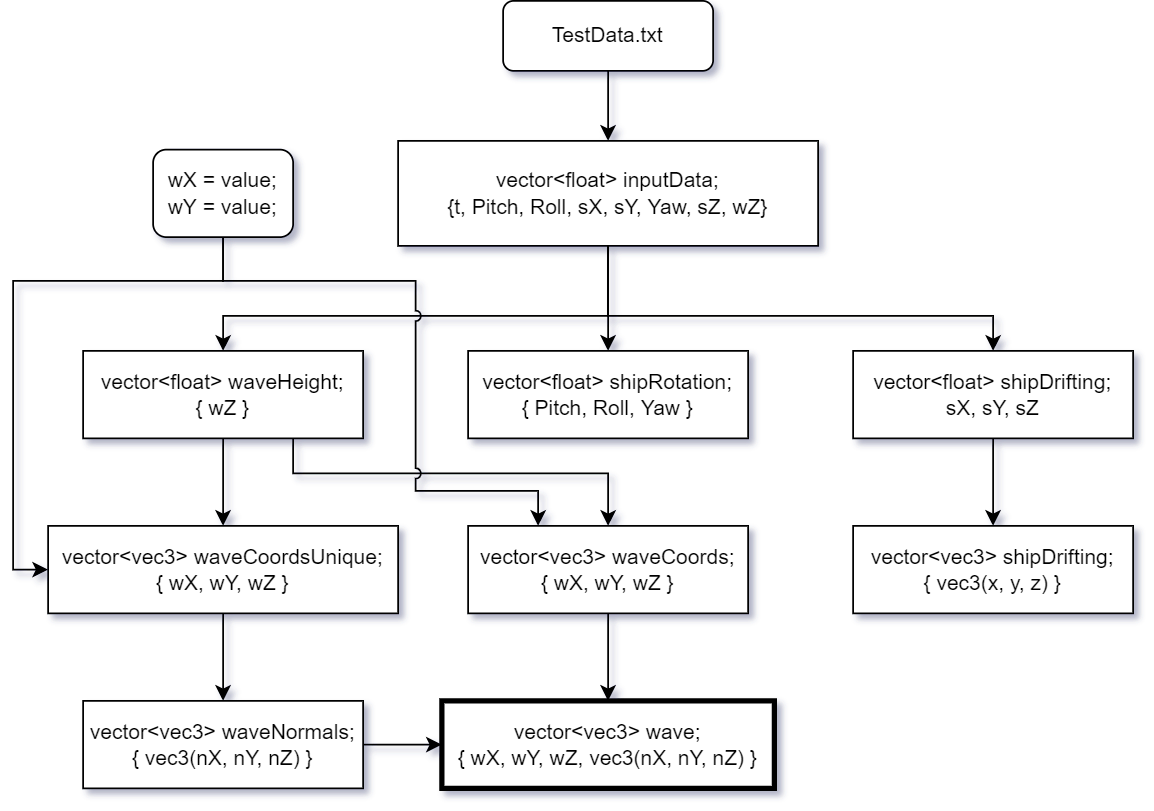 TestData.txt
wX = value;
wY = value;
vector<float> inputData;
{t, Pitch, Roll, sX, sY, Yaw, sZ, wZ}
vector<float> waveHeight;
{ wZ }
vector<float> shipRotation;
{ Pitch, Roll, Yaw }
vector<float> shipDrifting;
sX, sY, sZ
vector<vec3> waveCoordsUnique;
{ wX, wY, wZ }
vector<vec3> waveCoords;
{ wX, wY, wZ }
vector<vec3> shipDrifting;
{ vec3(x, y, z) }
vector<vec3> waveNormals;
{ vec3(nX, nY, nZ) }
vector<vec3> wave;
{ wX, wY, wZ, vec3(nX, nY, nZ) }